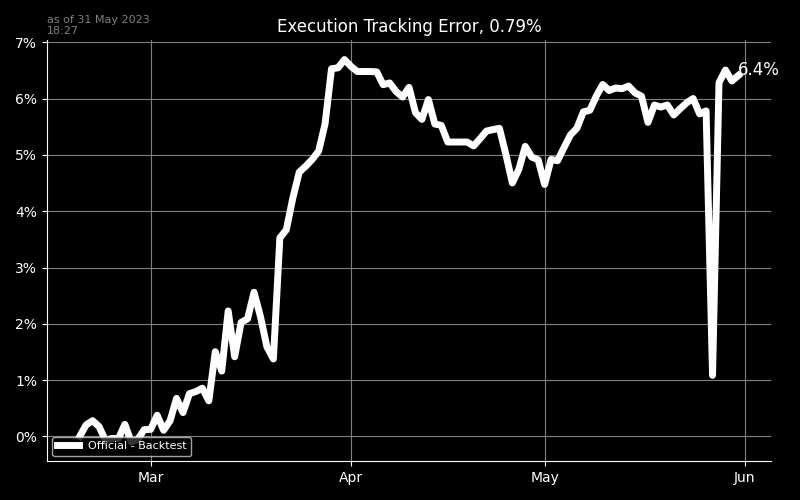 as of 31 May 2023
18:27
Execution Tracking Error, 0.79%
7%
6%
5%
4%
3%
2%
1%
0%
6.4%
Official - Backtest
Mar
Apr
May
Jun